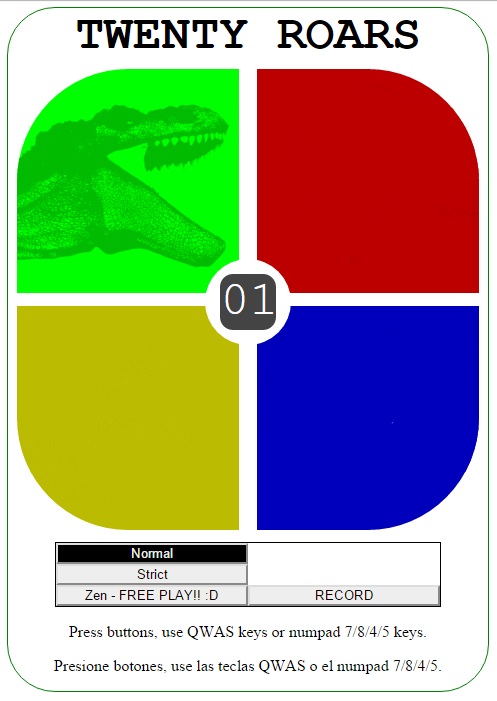 TWENTY ROARS
01
Normal
Strict
Zen - FREE PLAY!! :D RECORD
Press buttons, use QWAS keys or numpad 7/8/4/5 keys.
Presione botones, use las teclas QWAS o el numpad 7/8/4/5.